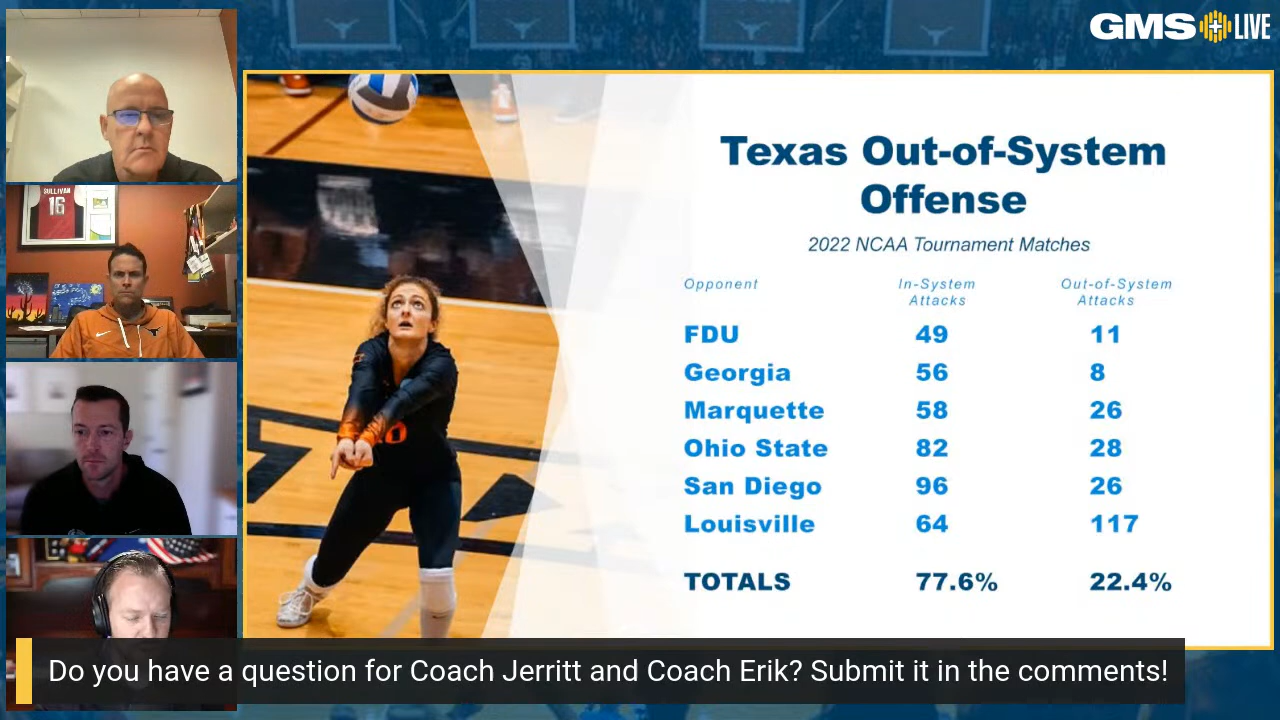 GMS LIVE
SULLIVAN
16
Texas Out-of-System
Offense
2022 NCAA Tournament Matches
Opponent In-System Attacks Out-of-System Attacks
FDU 49 11
Georgia 56 8
Marquette 58 26
Ohio State 82 28
San Diego 96 26
Louisville 64 117
TOTALS 77.6% 22.4%
Do you have a question for Coach Jerritt and Coach Erik? Submit it in the comments!